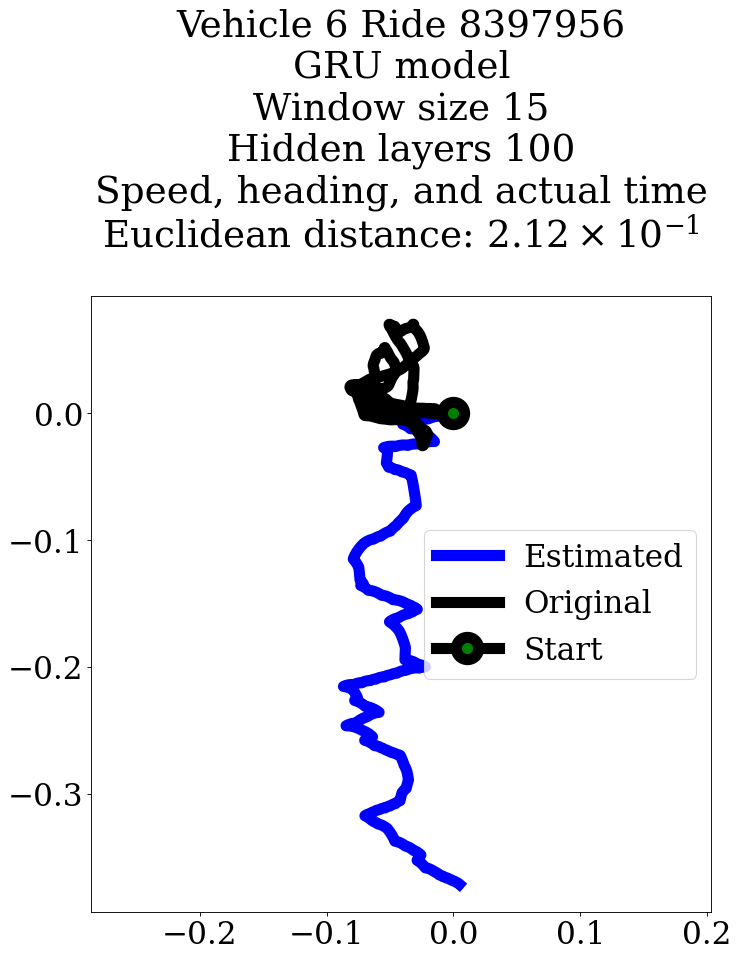 Vehicle 6 Ride 8397956
GRU model
Window size 15
Hidden layers 100
Speed, heading, and actual time
Euclidean distance: 2.12 × 10⁻¹
0.0
−0.1
−0.2
−0.3
Estimated
Original
Start
−0.2 −0.1 0.0 0.1 0.2